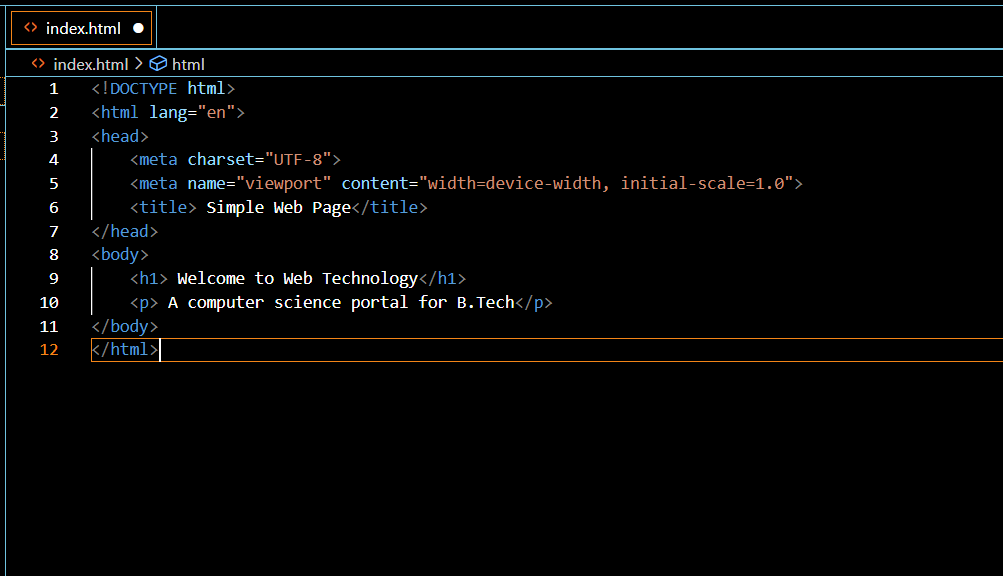 index.html
index.html > html
1 <!DOCTYPE html>
2 <html lang="en">
3 <head>
4     <meta charset="UTF-8">
5     <meta name="viewport" content="width=device-width, initial-scale=1.0">
6     <title> Simple Web Page</title>
7 </head>
8 <body>
9     <h1> Welcome to Web Technology</h1>
10     <p> A computer science portal for B.Tech</p>
11 </body>
12 </html>